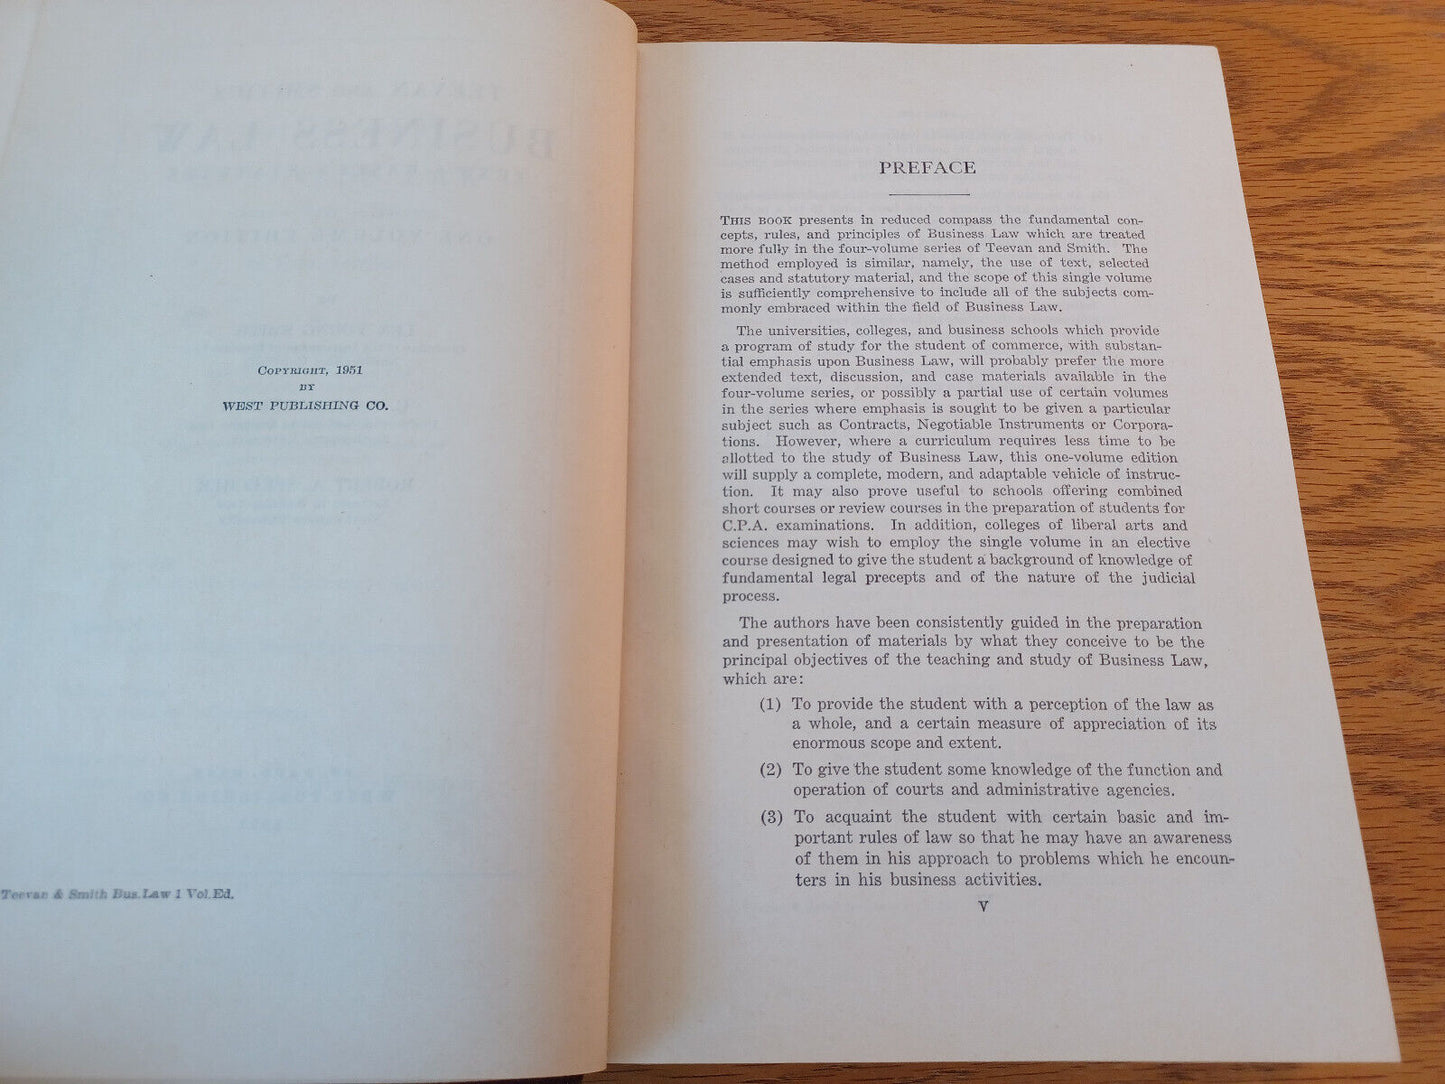 COPYRIGHT, 1951
BY
WEST PUBLISHING CO.
Teevan & Smith Bus.Law 1 Vol.Ed.
PREFACE
THIS BOOK presents in reduced compass the fundamental con-
cepts, rules, and principles of Business Law which are treated
more fully in the four-volume series of Teevan and Smith. The
method employed is similar, namely, the use of text, selected
cases and statutory material, and the scope of this single volume
is sufficiently comprehensive to include all of the subjects com-
monly embraced within the field of Business Law.
The universities, colleges, and business schools which provide
a program of study for the student of commerce, with substan-
tial emphasis upon Business Law, will probably prefer the more
extended text, discussion, and case materials available in the
four-volume series, or possibly a partial use of certain volumes
in the series where emphasis is sought to be given a particular
subject such as Contracts, Negotiable Instruments or Corpora-
tions. However, where a curriculum requires less time to be
allotted to the study of Business Law, this one-volume edition
will supply a complete, modern, and adaptable vehicle of instruc-
tion. It may also prove useful to schools offering combined
short courses or review courses in the preparation of students for
C.P.A. examinations. In addition, colleges of liberal arts and
sciences may wish to employ the single volume in an elective
course designed to give the student a background of knowledge of
fundamental legal precepts and of the nature of the judicial
process.
The authors have been consistently guided in the preparation
and presentation of materials by what they conceive to be the
principal objectives of the teaching and study of Business Law,
which are:
(1) To provide the student with a perception of the law as
a whole, and a certain measure of appreciation of its
enormous scope and extent.
(2) To give the student some knowledge of the function and
operation of courts and administrative agencies.
(3) To acquaint the student with certain basic and im-
portant rules of law so that he may have an awareness
of them in his approach to problems which he encoun-
ters in his business activities.
V